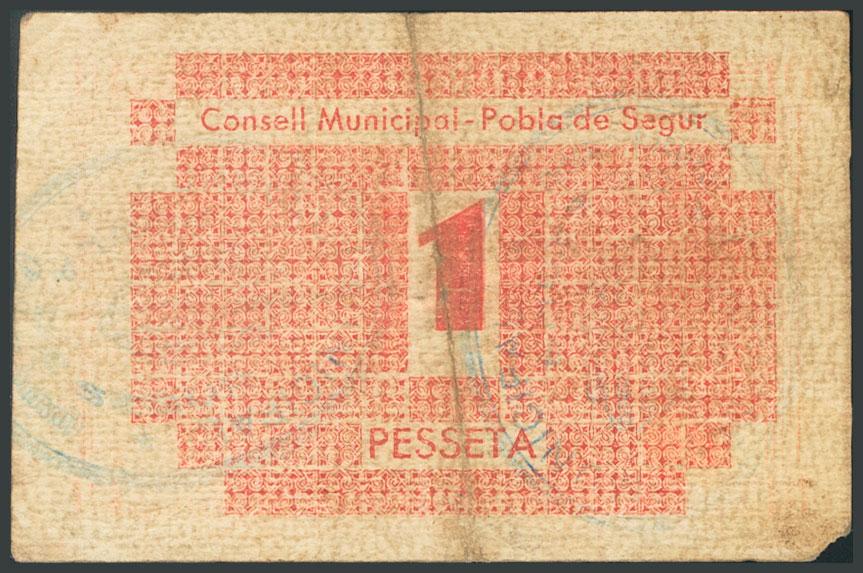 Consell Municipal - Pobla de Segur
1
PESSETA